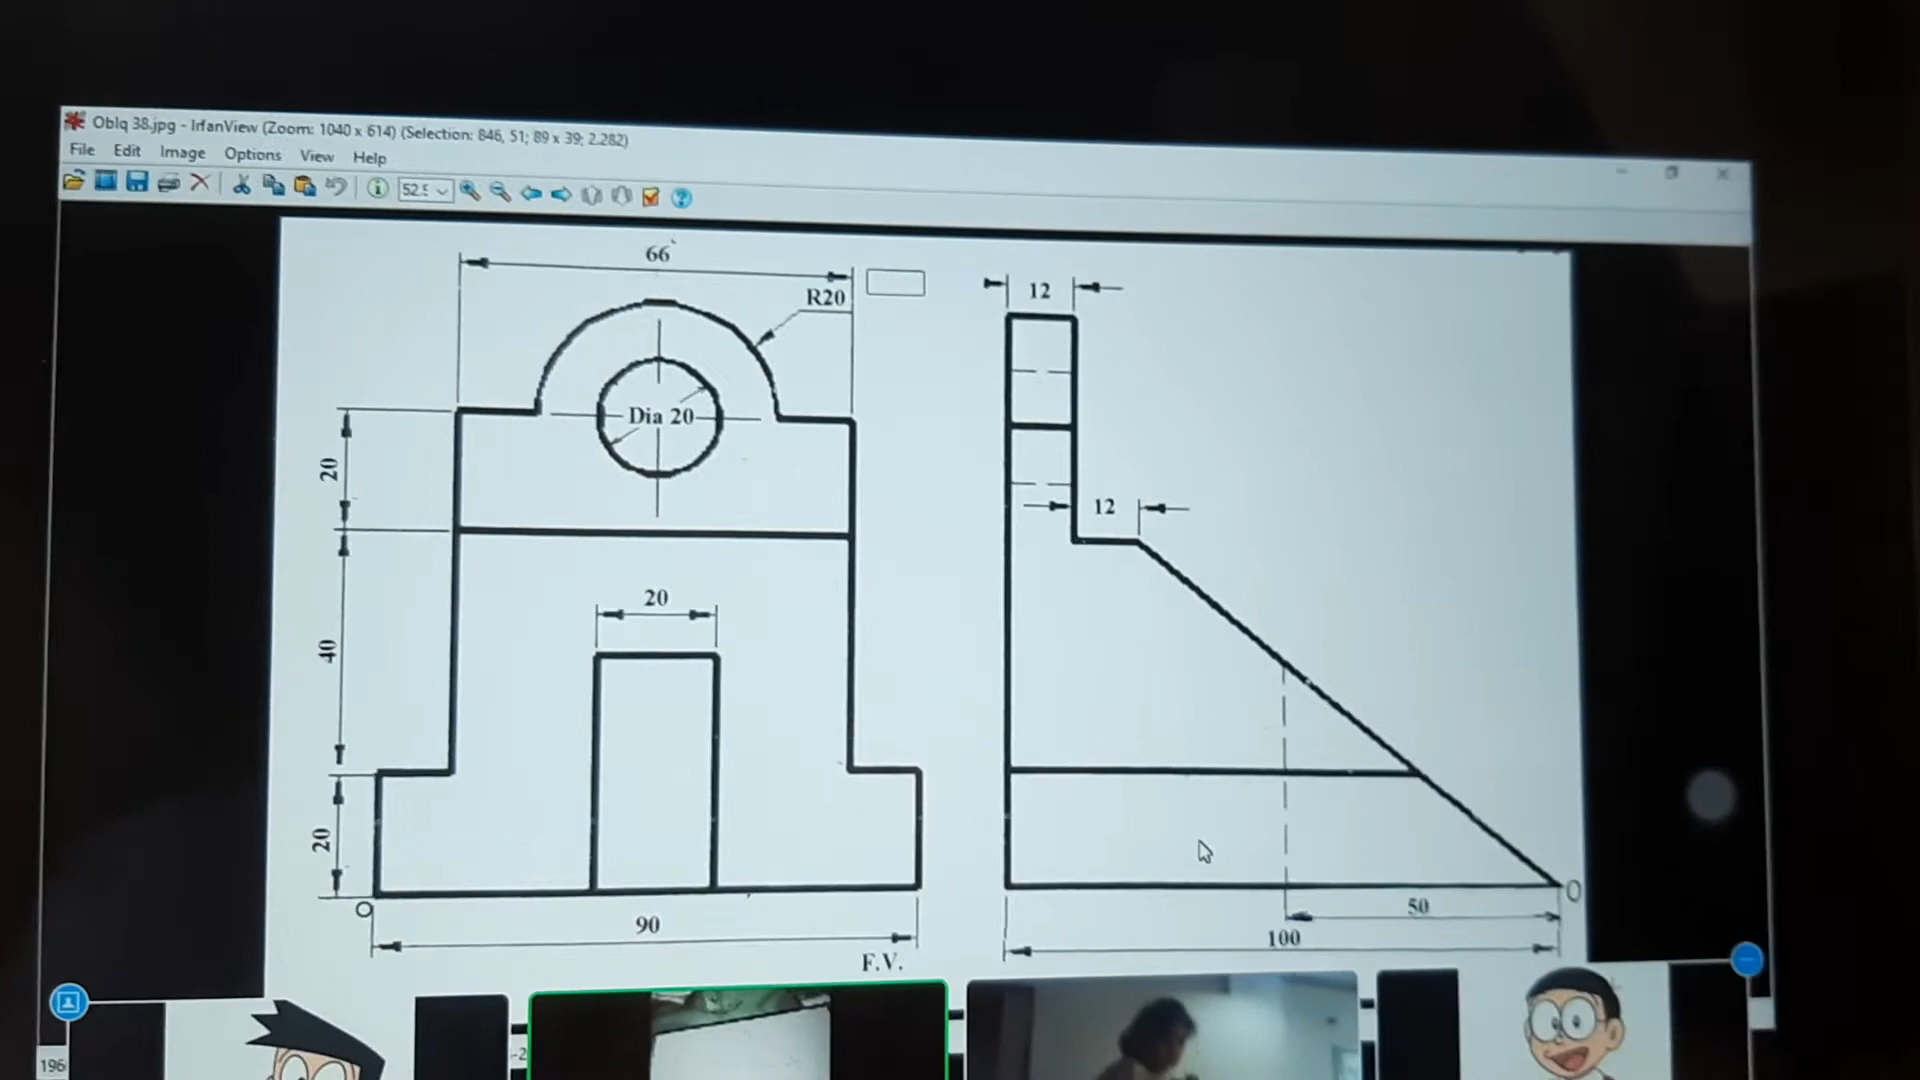 Oblq 38.jpg - IrfanView (Zoom: 1040 x 614) (Selection: 846, 51; 89 x 39; 2.282)
File Edit Image Options View Help
66
R20
12
Dia 20
20
12
20
40
20
50
90
100
F.V.
O
O
196